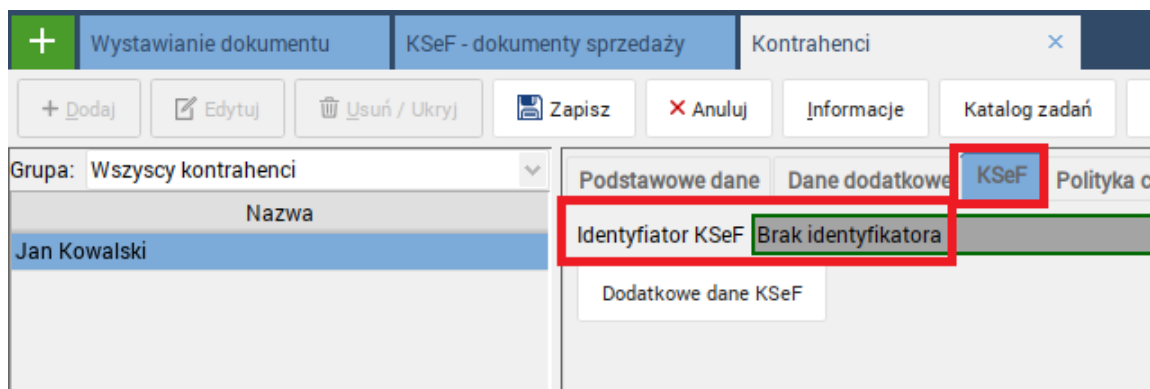 + Wystawianie dokumentu KSeF - dokumenty sprzedaży Kontrahenci ×
+ Dodaj Edytuj Usuń / Ukryj Zapisz × Anuluj Informacje Katalog zadań
Grupa: Wszyscy kontrahenci
Podstawowe dane Dane dodatkowe KSeF Polityka c
Nazwa
Identyfiator KSeF Brak identyfikatora
Jan Kowalski
Dodatkowe dane KSeF